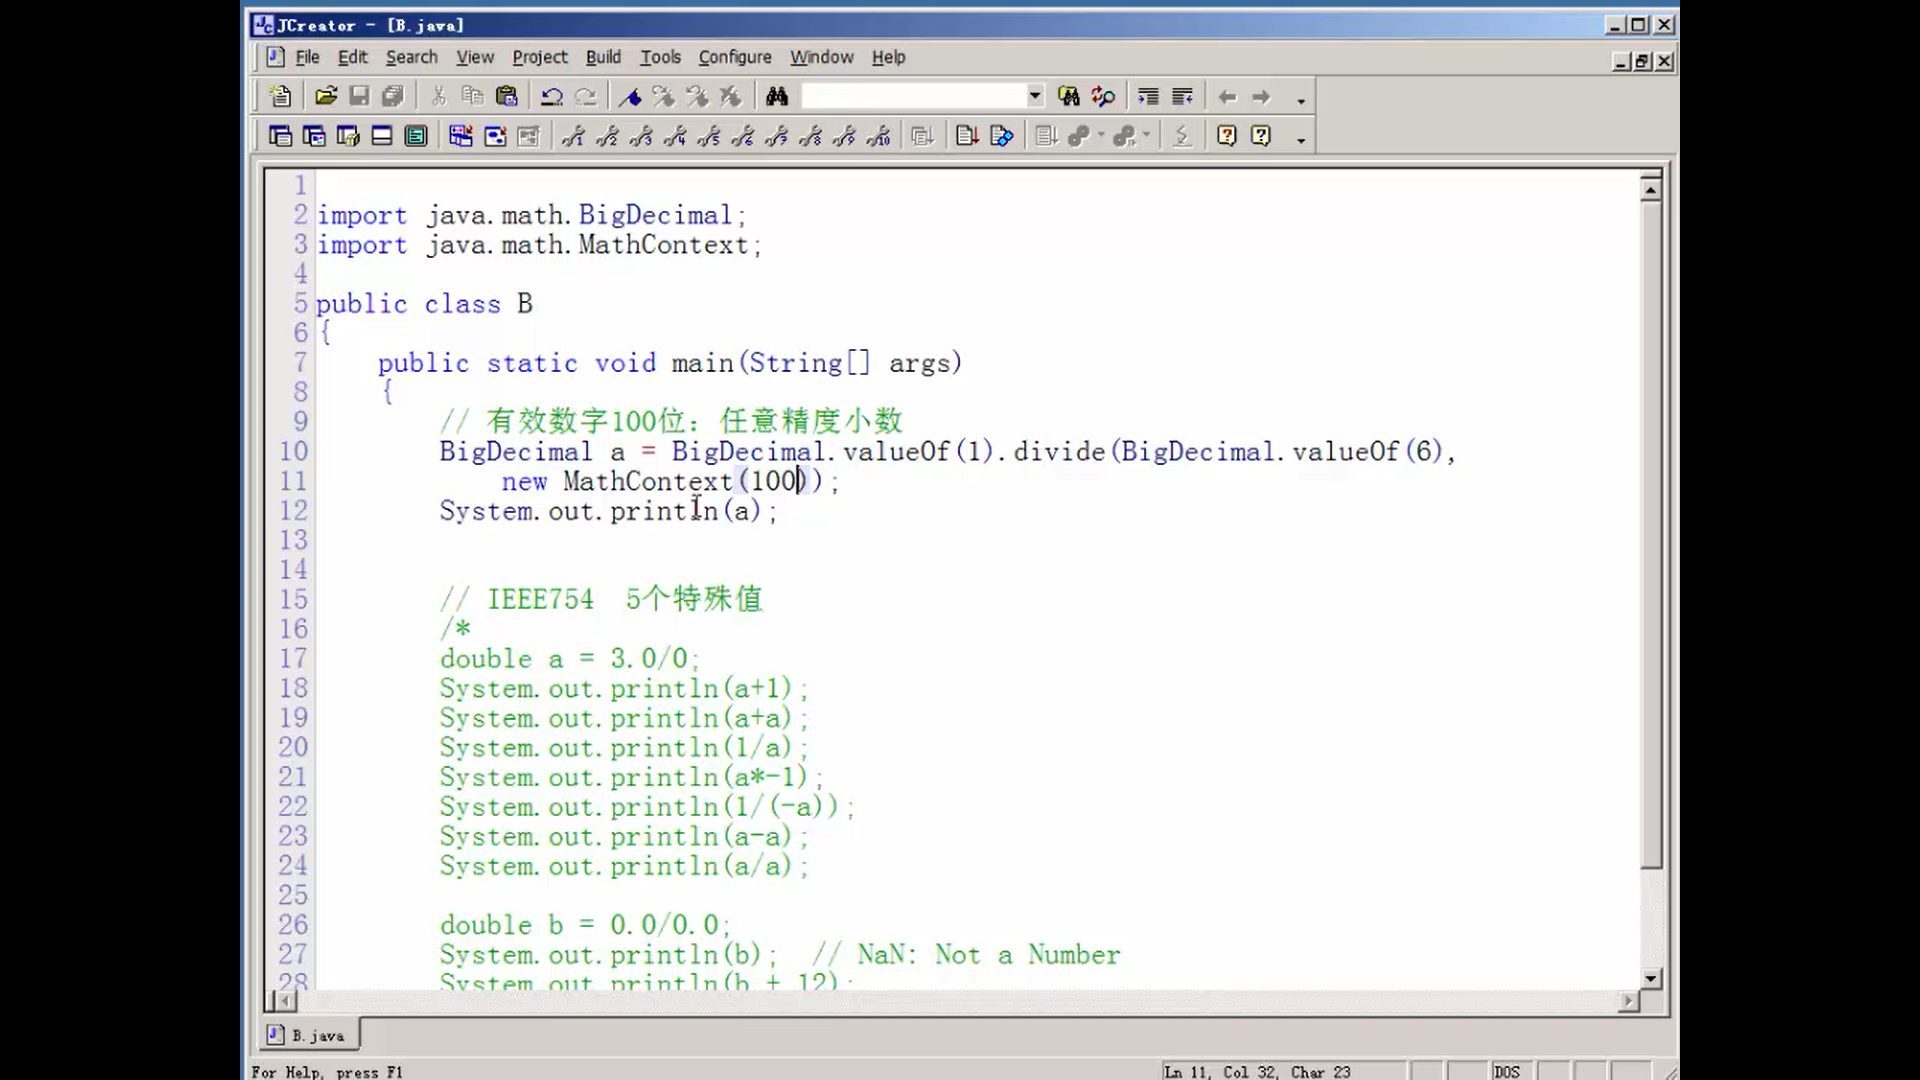 JCreator - [B.java]
File Edit Search View Project Build Tools Configure Window Help
1
2 import java.math.BigDecimal;
3 import java.math.MathContext;
4
5 public class B
6 {
7 public static void main(String[] args)
8 {
9 // 有效数字100位：任意精度小数
10 BigDecimal a = BigDecimal.valueOf(1).divide(BigDecimal.valueOf(6),
11 new MathContext(100));
12 System.out.println(a);
13
14
15 // IEEE754 5个特殊值
16 /*
17 double a = 3.0/0;
18 System.out.println(a+1);
19 System.out.println(a+a);
20 System.out.println(1/a);
21 System.out.println(a*-1);
22 System.out.println(1/(-a));
23 System.out.println(a-a);
24 System.out.println(a/a);
25
26 double b = 0.0/0.0;
27 System.out.println(b); // NaN: Not a Number
28 System.out.println(b + 12);
B.java
For Help, press F1 Ln 11, Col 32, Char 23 DOS